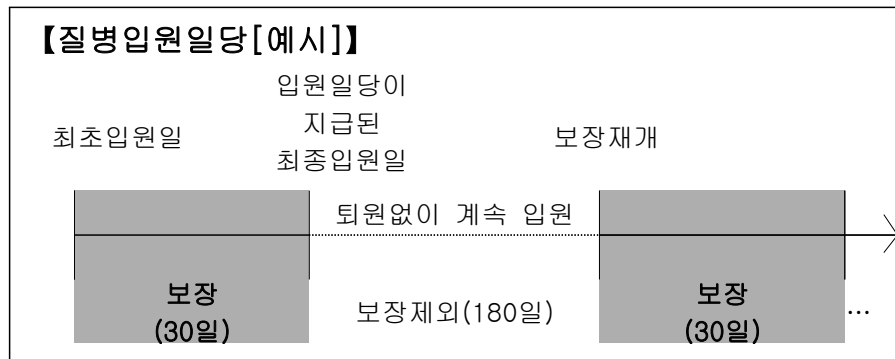 【질병입원일당[예시]】
입원일당이
최초입원일 지급된 보장재개
최종입원일
퇴원없이 계속 입원
보장 보장제외(180일) 보장 …
(30일) (30일)